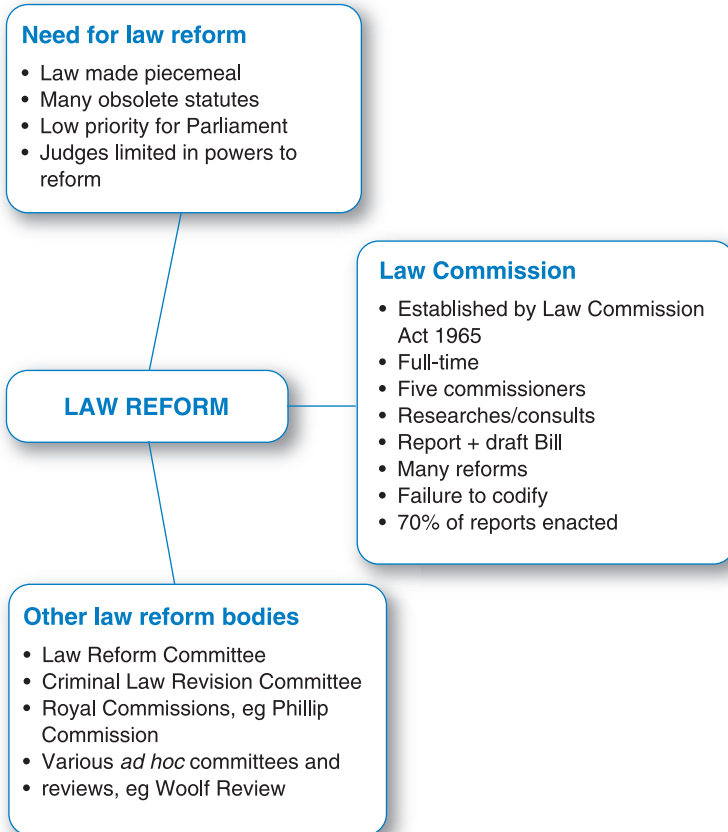 Need for law reform
• Law made piecemeal
• Many obsolete statutes
• Low priority for Parliament
• Judges limited in powers to
reform
Law Commission
• Established by Law Commission
Act 1965
• Full-time
• Five commissioners
• Researches/consults
• Report + draft Bill
• Many reforms
• Failure to codify
• 70% of reports enacted
LAW REFORM
Other law reform bodies
• Law Reform Committee
• Criminal Law Revision Committee
• Royal Commissions, eg Phillip
Commission
• Various ad hoc committees and
• reviews, eg Woolf Review